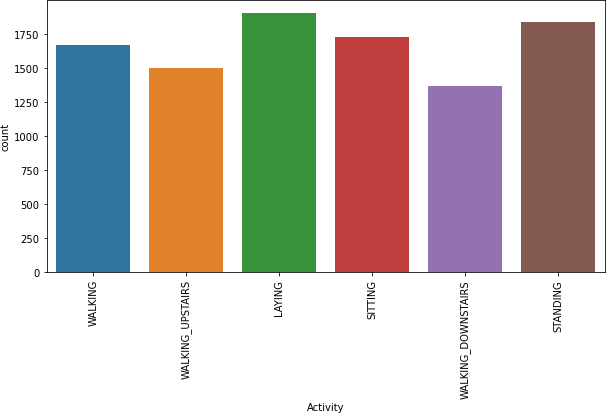 1750
1500
1250
1000
750
500
250
0
count
WALKING
WALKING_UPSTAIRS
LAYING
SITTING
WALKING_DOWNSTAIRS
STANDING
Activity